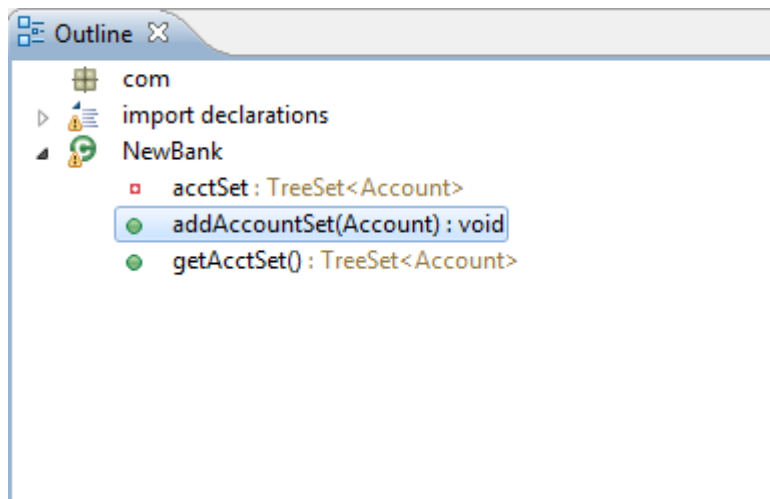 Outline
com
import declarations
NewBank
acctSet : TreeSet<Account>
addAccountSet(Account) : void
getAcctSet() : TreeSet<Account>